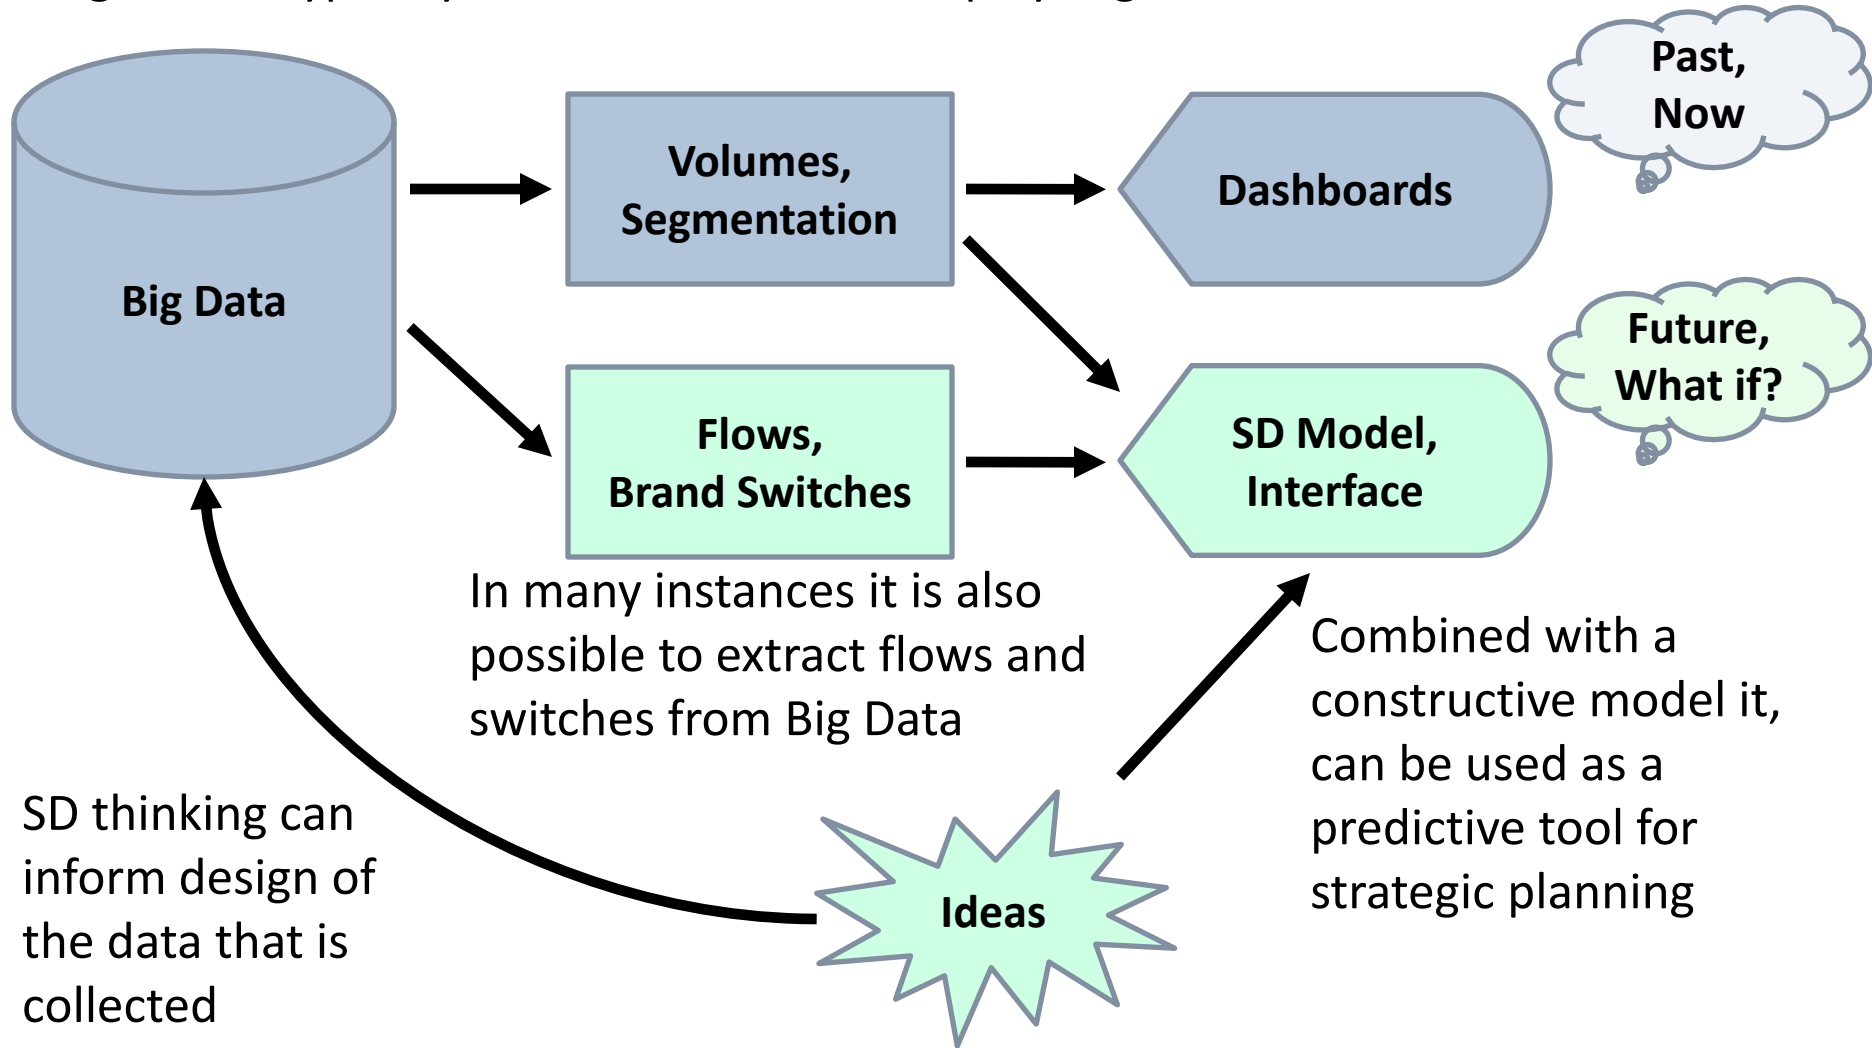 Past,
Now
Big Data
Volumes,
Segmentation
Dashboards
Future,
What if?
Flows,
Brand Switches
SD Model,
Interface
In many instances it is also
possible to extract flows and
switches from Big Data
Combined with a
constructive model it,
can be used as a
predictive tool for
strategic planning
SD thinking can
inform design of
the data that is
collected
Ideas